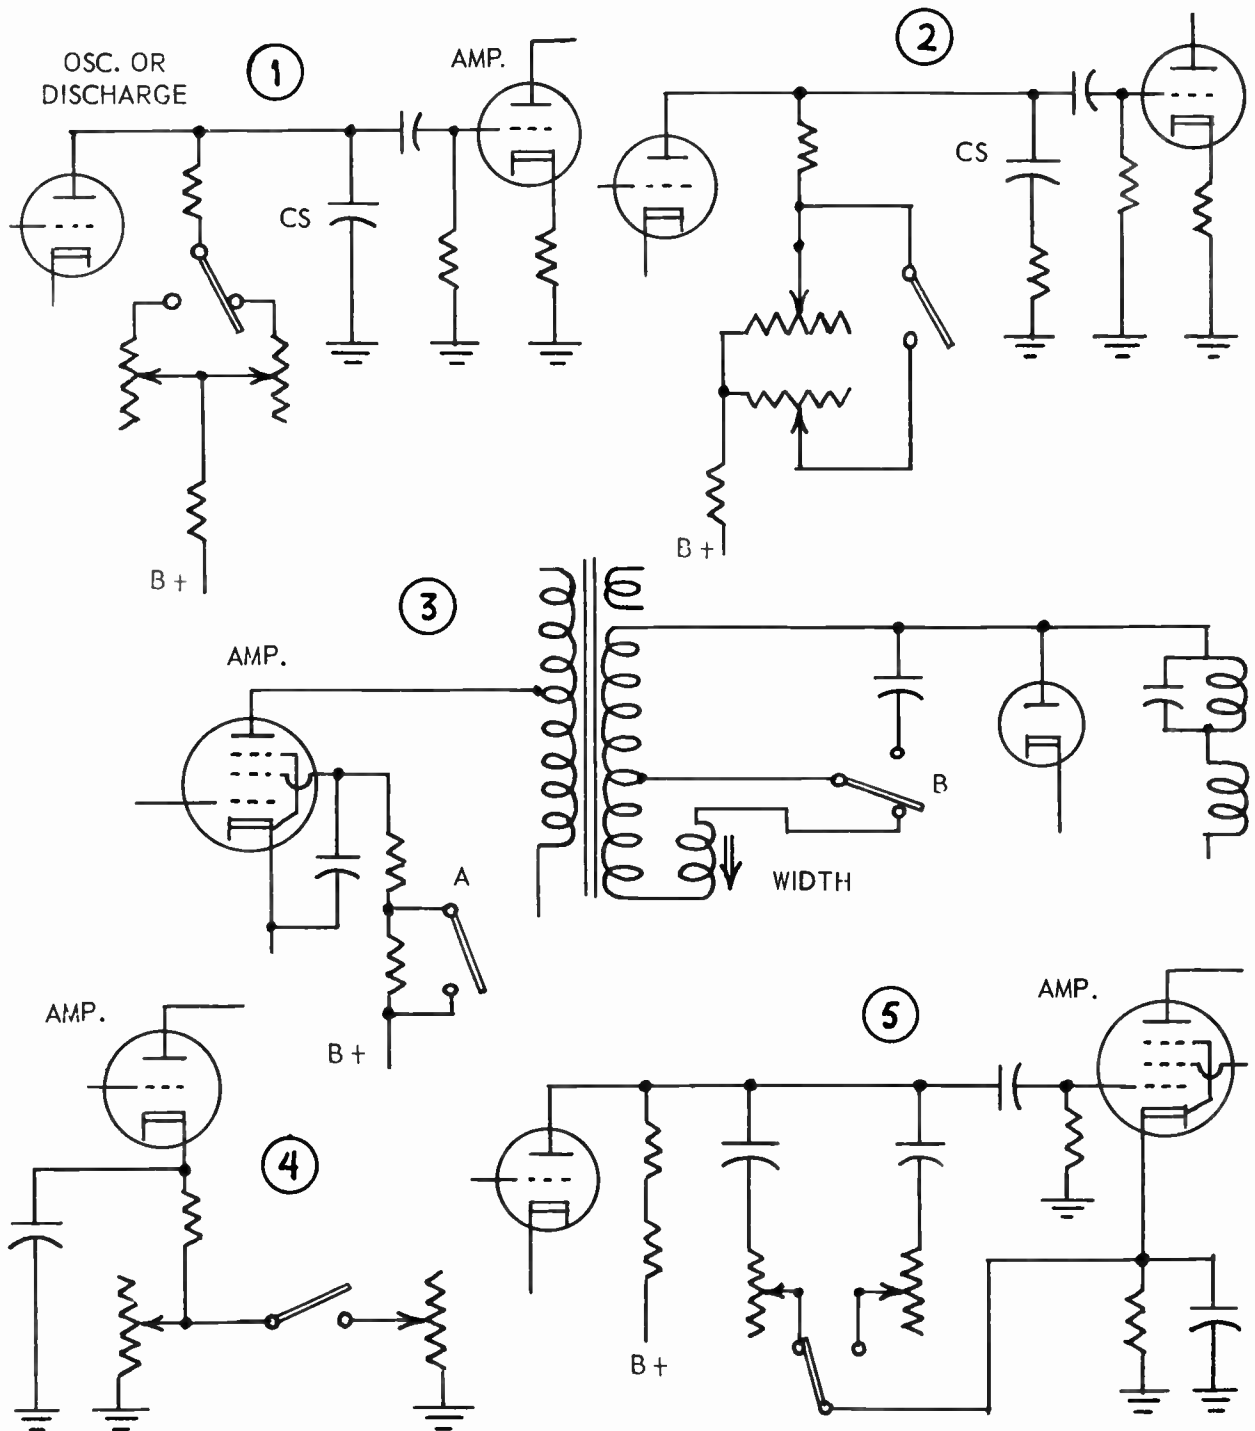 OSC. OR
DISCHARGE
1
AMP.
CS
B+
2
CS
B+
3
AMP.
A
B+
B
WIDTH
AMP.
4
5
AMP.
B+